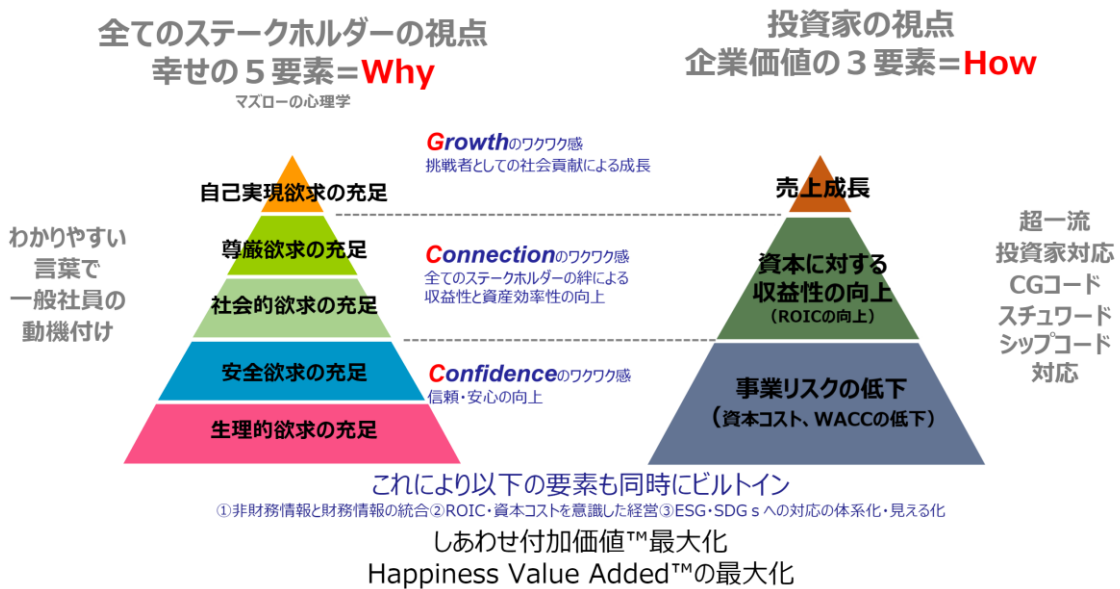 全てのステークホルダーの視点
幸せの５要素=Why
マズローの心理学
投資家の視点
企業価値の３要素=How
わかりやすい
言葉で
一般社員の
動機付け
自己実現欲求の充足
尊厳欲求の充足
社会的欲求の充足
安全欲求の充足
生理的欲求の充足
Growthのワクワク感
挑戦者としての社会貢献による成長
Connectionのワクワク感
全てのステークホルダーの絆による
収益性と資産効率性の向上
Confidenceのワクワク感
信頼・安心の向上
売上成長
資本に対する
収益性の向上
（ROICの向上）
事業リスクの低下
（資本コスト、WACCの低下）
超一流
投資家対応
CGコード
スチュワード
シップコード
対応
これにより以下の要素も同時にビルトイン
①非財務情報と財務情報の統合②ROIC・資本コストを意識した経営③ESG・SDGｓへの対応の体系化・見える化
しあわせ付加価値™最大化
Happiness Value Added™の最大化